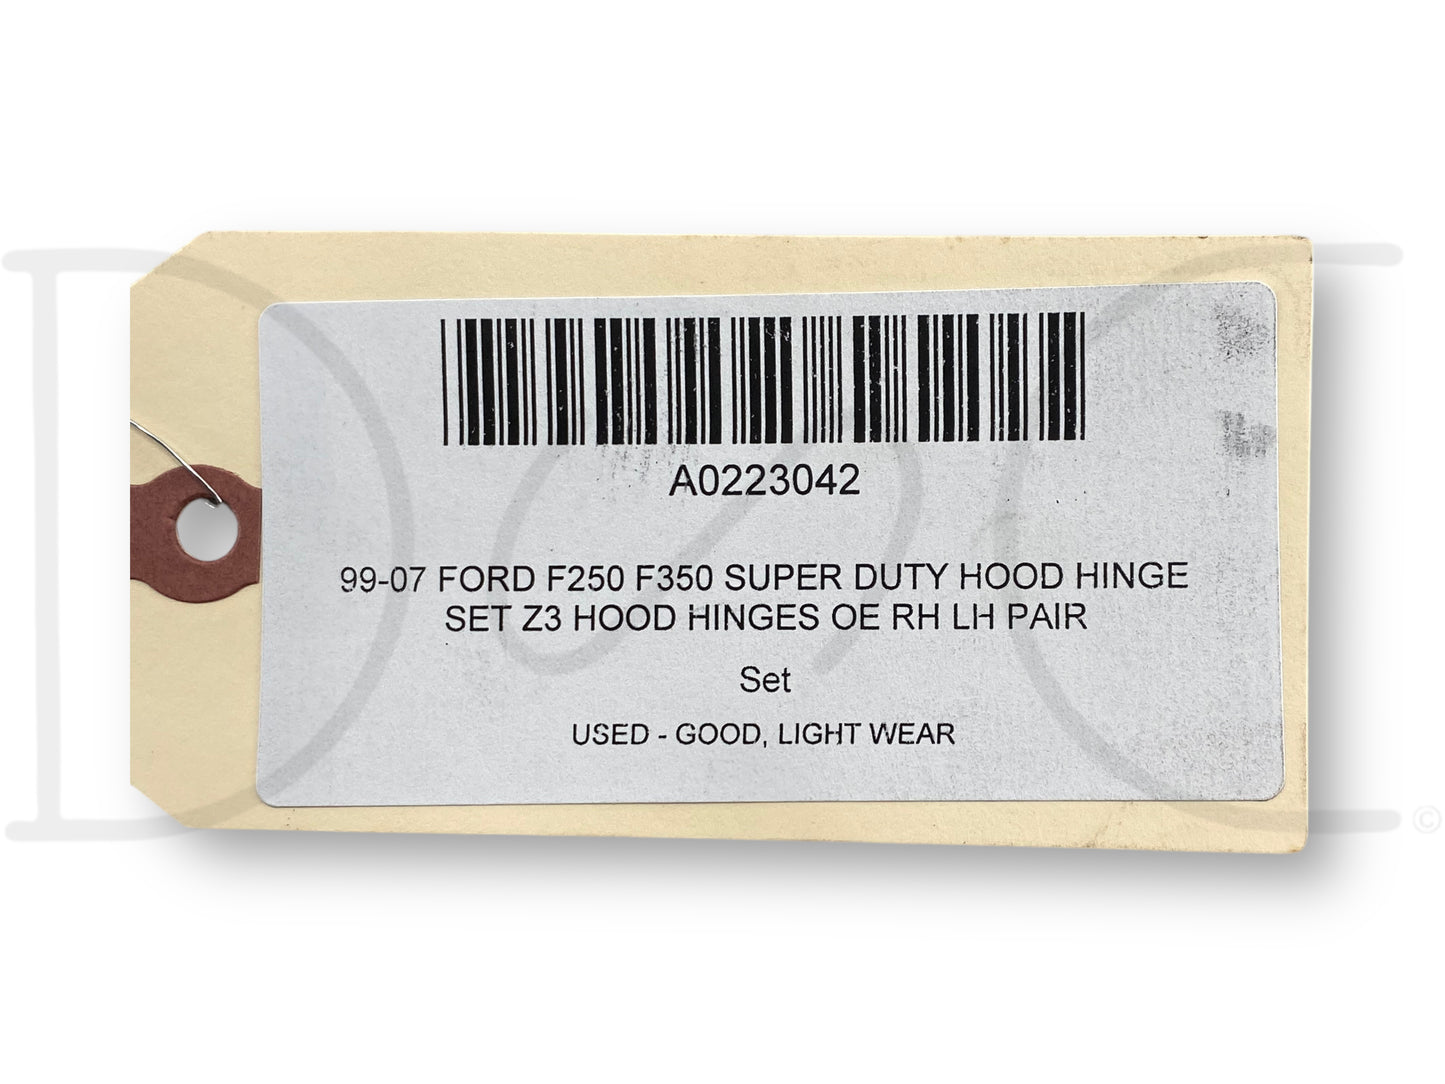 A0223042
99-07 FORD F250 F350 SUPER DUTY HOOD HINGE
SET Z3 HOOD HINGES OE RH LH PAIR
Set
USED - GOOD, LIGHT WEAR
©